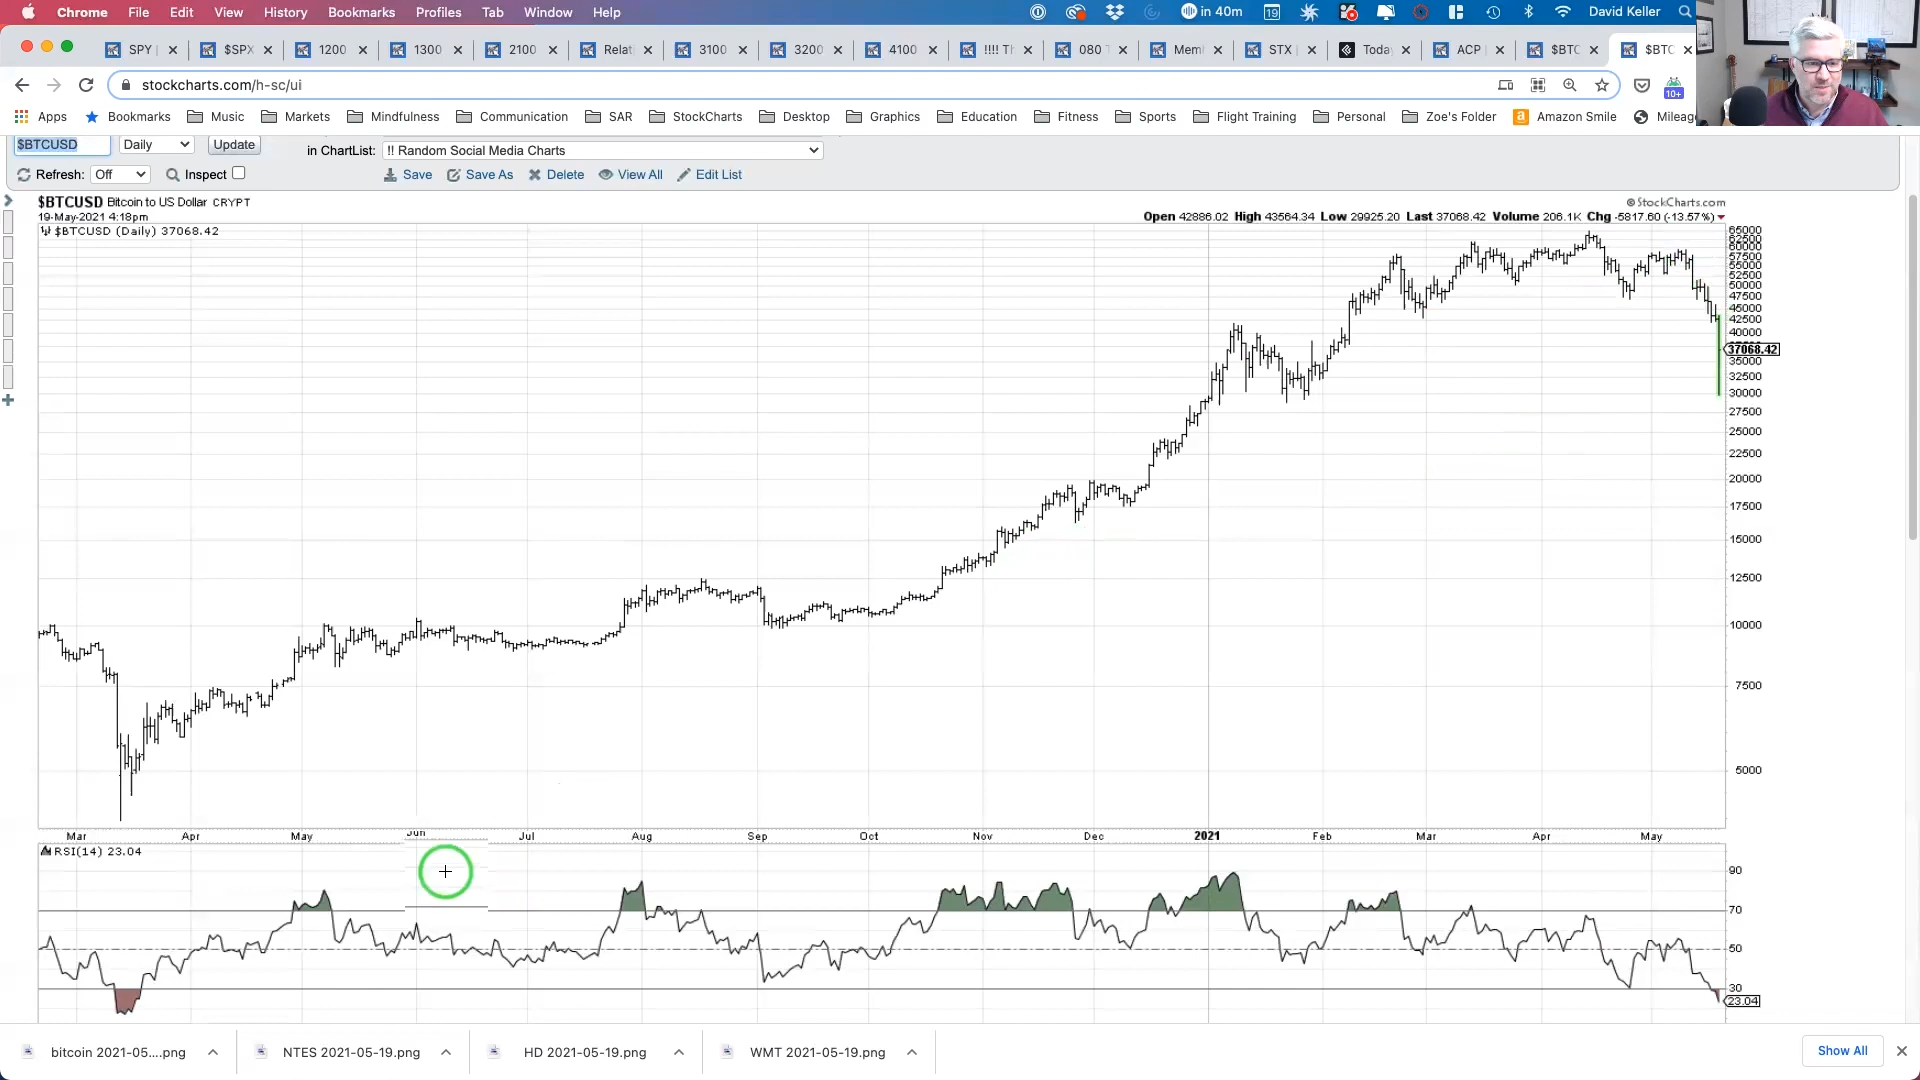 Chrome File Edit View History Bookmarks Profiles Tab Window Help in 40m 19 David Keller
SPY $SPX 1200 1300 2100 Relati 3100 3200 4100 !!!! Th 080 T Meml STX Toda ACP $BTC $BTC
stockcharts.com/h-sc/ui
10+
Apps Bookmarks Music Markets Mindfulness Communication SAR StockCharts Desktop Graphics Education Fitness Sports Flight Training Personal Zoe's Folder Amazon Smile Mileag
$BTCUSD Daily Update in ChartList: !! Random Social Media Charts
Refresh: Off Inspect Save Save As Delete View All Edit List
$BTCUSD Bitcoin to US Dollar CRYPT © StockCharts.com
19-May-2021 4:18pm Open 42886.02 High 43564.34 Low 29925.20 Last 37068.42 Volume 206.1K Chg -5817.60 (-13.57%)
$BTCUSD (Daily) 37068.42
65000
62500
60000
57500
55000
52500
50000
47500
45000
42500
40000
37068.42
35000
32500
30000
27500
25000
22500
20000
17500
15000
12500
10000
7500
5000
Mar Apr May Jun Jul Aug Sep Oct Nov Dec 2021 Feb Mar Apr May
RSI(14) 23.04
90
70
50
30
23.04
bitcoin 2021-05....png NTES 2021-05-19.png HD 2021-05-19.png WMT 2021-05-19.png Show All